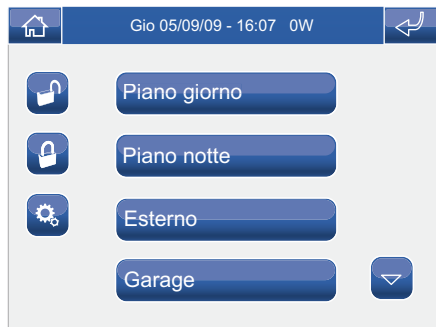 Gio 05/09/09 - 16:07 0W
Piano giorno
Piano notte
Esterno
Garage